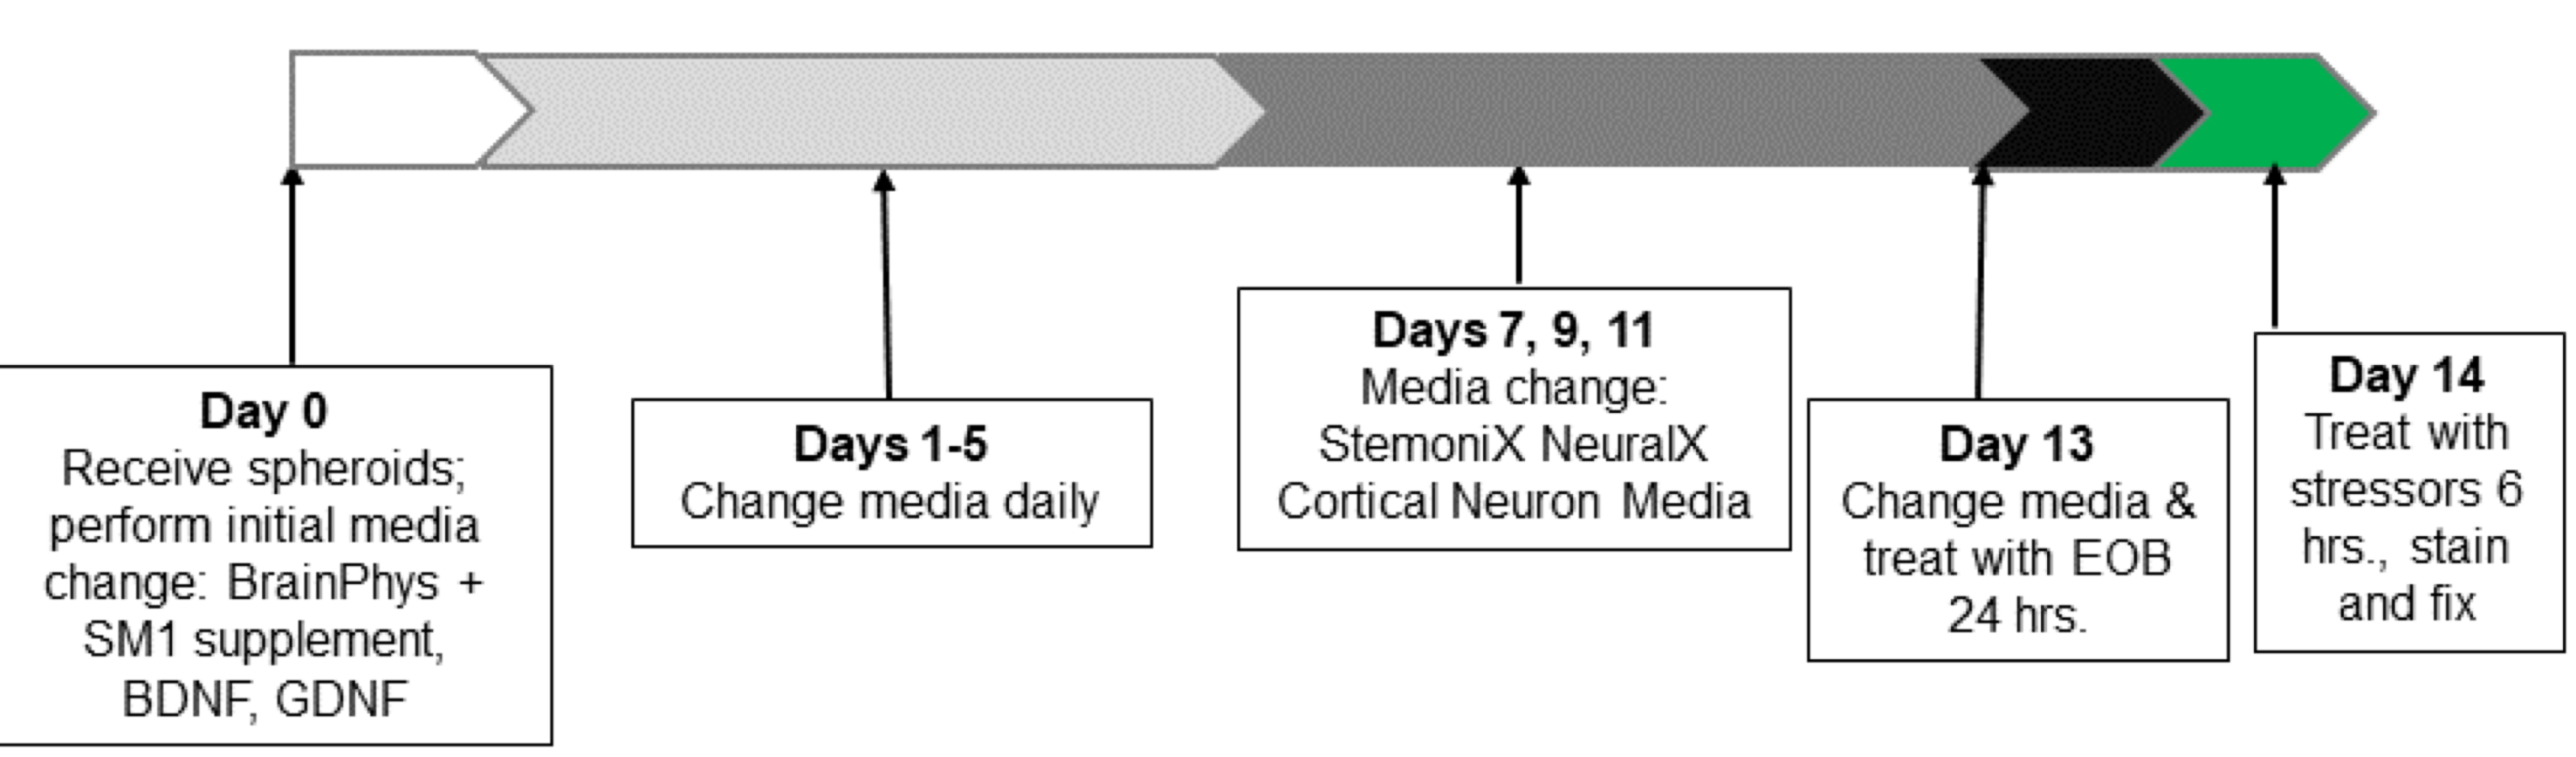 Day 0
Receive spheroids;
perform initial media
change: BrainPhys +
SM1 supplement,
BDNF, GDNF
Days 1-5
Change media daily
Days 7, 9, 11
Media change:
StemoniX NeuralX
Cortical Neuron Media
Day 13
Change media &
treat with EOB
24 hrs.
Day 14
Treat with
stressors 6
hrs., stain
and fix